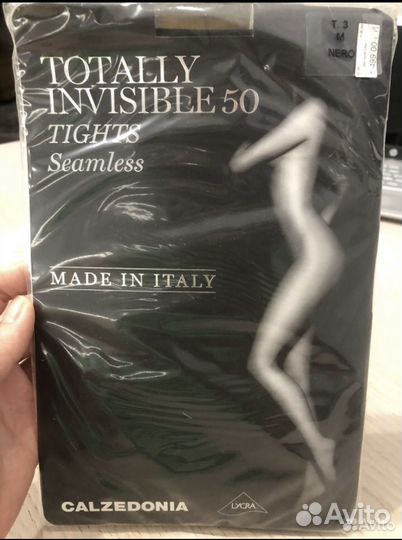 T. 3
M
NERO
TOTALLY
INVISIBLE 50
TIGHTS
Seamless
MADE IN ITALY
CALZEDONIA
LYCRA
Avito